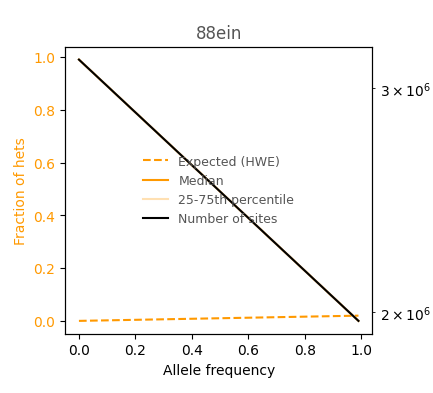 88ein
1.0
0.8
0.6
0.4
0.2
0.0
Fraction of hets
Expected (HWE)
Median
25-75th percentile
Number of sites
3 × 10⁶
2 × 10⁶
0.0 0.2 0.4 0.6 0.8 1.0
Allele frequency